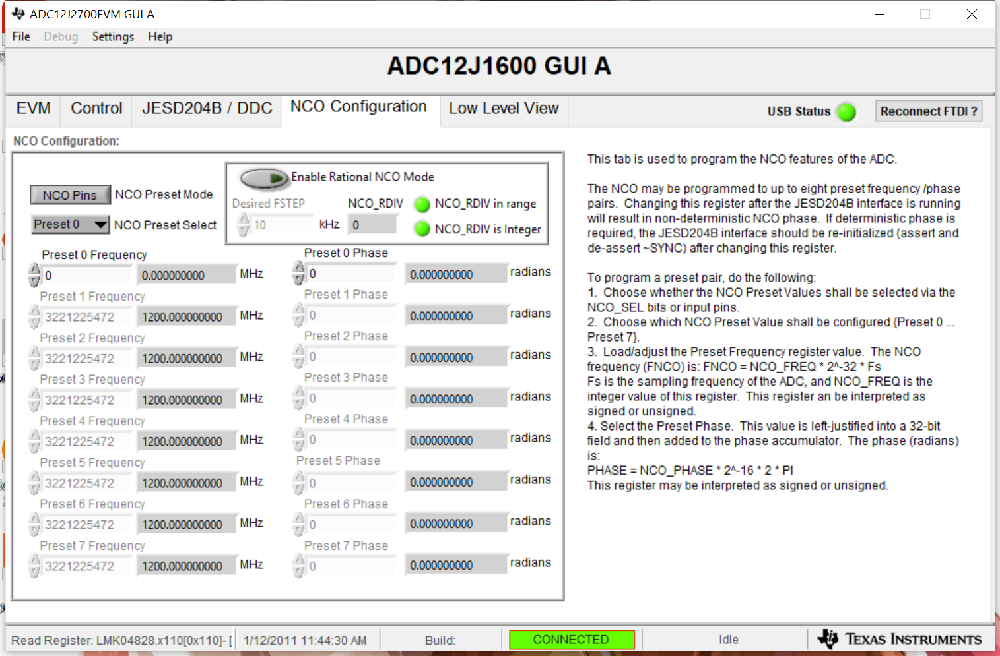 ADC12J2700EVM GUI A
File Debug Settings Help
ADC12J1600 GUI A
EVM Control JESD204B / DDC NCO Configuration Low Level View USB Status Reconnect FTDI ?
NCO Configuration:
Enable Rational NCO Mode
NCO Pins NCO Preset Mode
Desired FSTEP NCO_RDIV NCO_RDIV in range
10 kHz 0 NCO_RDIV is Integer
Preset 0 NCO Preset Select
Preset 0 Frequency Preset 0 Phase
0 0.000000000 MHz 0 0.000000000 radians
Preset 1 Frequency Preset 1 Phase
3221225472 1200.000000000 MHz 0 0.000000000 radians
Preset 2 Frequency Preset 2 Phase
3221225472 1200.000000000 MHz 0 0.000000000 radians
Preset 3 Frequency Preset 3 Phase
3221225472 1200.000000000 MHz 0 0.000000000 radians
Preset 4 Frequency Preset 4 Phase
3221225472 1200.000000000 MHz 0 0.000000000 radians
Preset 5 Frequency Preset 5 Phase
3221225472 1200.000000000 MHz 0 0.000000000 radians
Preset 6 Frequency Preset 6 Phase
3221225472 1200.000000000 MHz 0 0.000000000 radians
Preset 7 Frequency Preset 7 Phase
3221225472 1200.000000000 MHz 0 0.000000000 radians
This tab is used to program the NCO features of the ADC.
The NCO may be programmed to up to eight preset frequency /phase
pairs. Changing this register after the JESD204B interface is running
will result in non-deterministic NCO phase. If deterministic phase is
required, the JESD204B interface should be re-initialized (assert and
de-assert ~SYNC) after changing this register.
To program a preset pair, do the following:
1. Choose whether the NCO Preset Values shall be selected via the
NCO_SEL bits or input pins.
2. Choose which NCO Preset Value shall be configured {Preset 0 ...
Preset 7}.
3. Load/adjust the Preset Frequency register value. The NCO
frequency (FNCO) is: FNCO = NCO_FREQ * 2^-32 * Fs
Fs is the sampling frequency of the ADC, and NCO_FREQ is the
integer value of this register. This register an be interpreted as
signed or unsigned.
4. Select the Preset Phase. This value is left-justified into a 32-bit
field and then added to the phase accumulator. The phase (radians)
is:
PHASE = NCO_PHASE * 2^-16 * 2 * PI
This register may be interpreted as signed or unsigned.
Read Register: LMK04828.x110[0x110]- [ 1/12/2011 11:44:30 AM Build: CONNECTED Idle TEXAS INSTRUMENTS